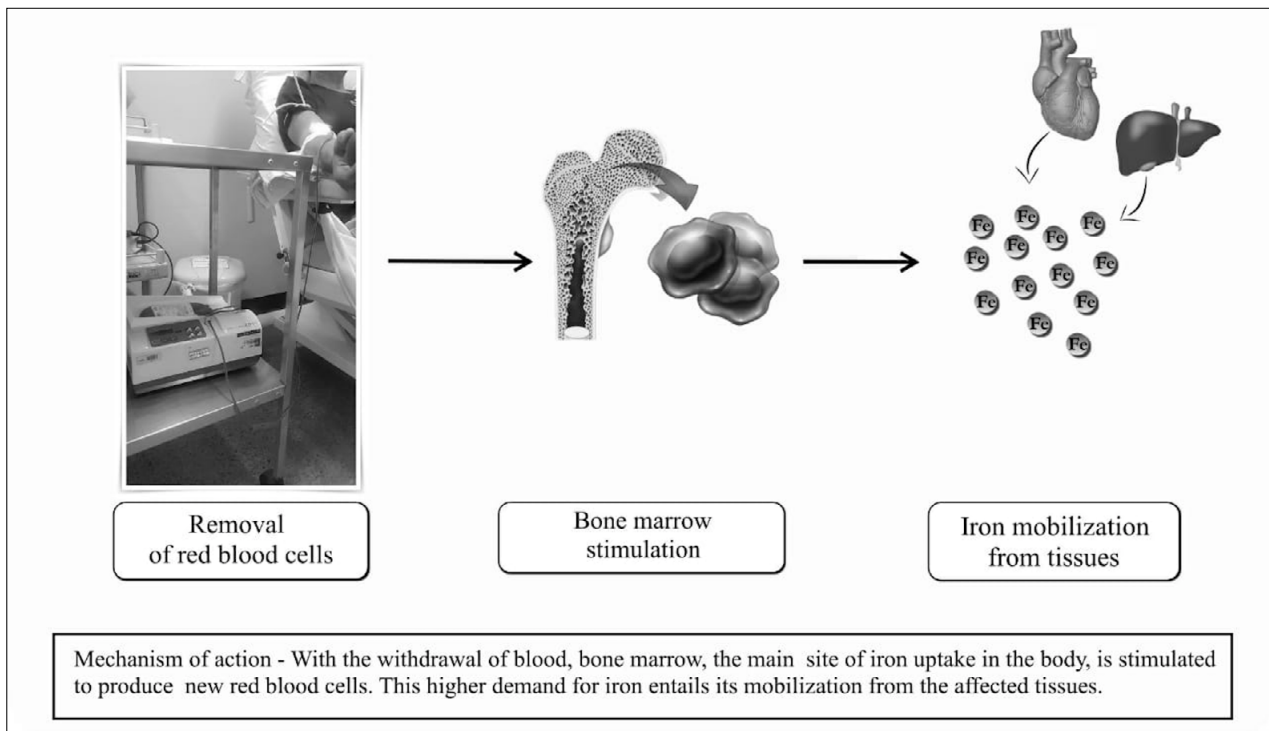 Fe
Fe
Fe
Fe
Fe
Fe
Fe
Fe
Fe
Fe
Fe
Fe
Fe
Removal
of red blood cells
Bone marrow
stimulation
Iron mobilization
from tissues
Mechanism of action - With the withdrawal of blood, bone marrow, the main site of iron uptake in the body, is stimulated
to produce new red blood cells. This higher demand for iron entails its mobilization from the affected tissues.